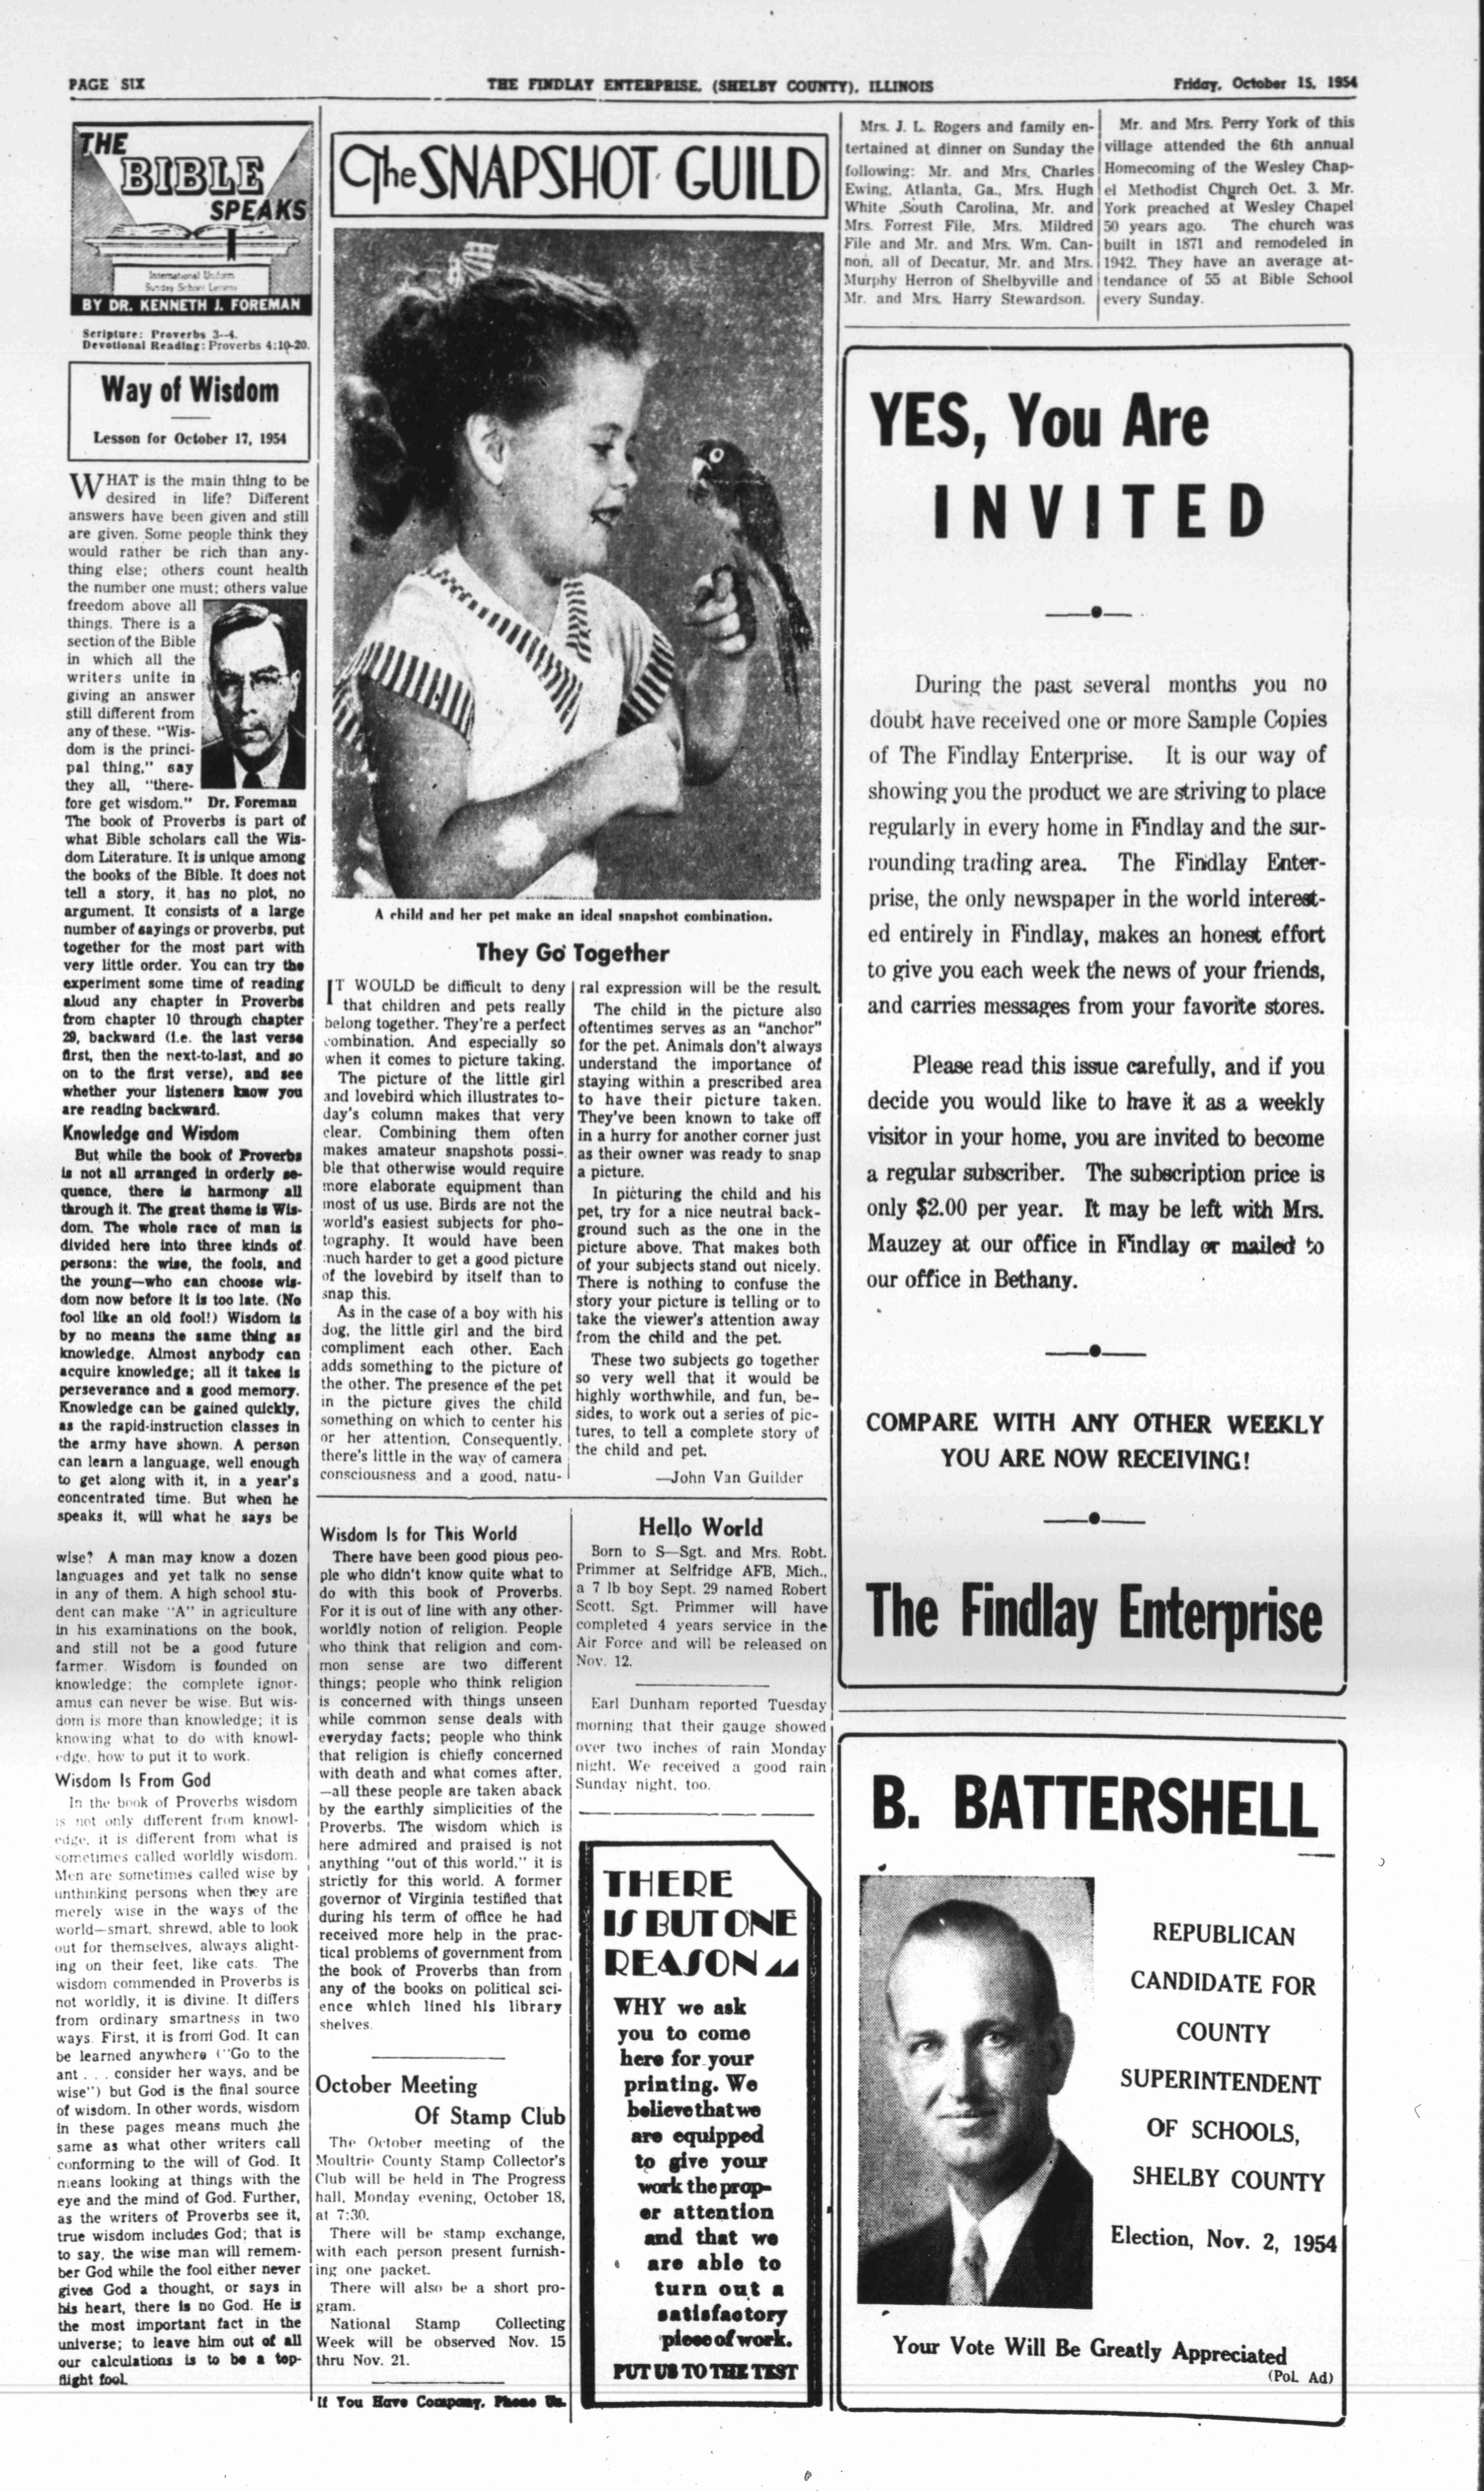 PAGE SIX
THE FINDLAY ENTERPRISE, (SHELBY COUNTY), ILLINOIS
Friday, October 15, 1954
THE
BIBLE
SPEAKS
International Uniform
Sunday School Lessons
BY DR. KENNETH J. FOREMAN
Scripture: Proverbs 3--4.
Devotional Reading: Proverbs 4:10-20.
Way of Wisdom
Lesson for October 17, 1954
WHAT is the main thing to be
desired in life? Different
answers have been given and still
are given. Some people think they
would rather be rich than any-
thing else; others count health
the number one must; others value
freedom above all
things. There is a
section of the Bible
in which all the
writers unite in
giving an answer
still different from
any of these. "Wis-
dom is the princi-
pal thing," say
they all, "there-
fore get wisdom."
Dr. Foreman
The book of Proverbs is part of
what Bible scholars call the Wis-
dom Literature. It is unique among
the books of the Bible. It does not
tell a story, it has no plot, no
argument. It consists of a large
number of sayings or proverbs, put
together for the most part with
very little order. You can try the
experiment some time of reading
aloud any chapter in Proverbs
from chapter 10 through chapter
29, backward (i.e. the last verse
first, then the next-to-last, and so
on to the first verse), and see
whether your listeners know you
are reading backward.
Knowledge and Wisdom
But while the book of Proverbs
is not all arranged in orderly se-
quence, there is harmony all
through it. The great theme is Wis-
dom. The whole race of man is
divided here into three kinds of
persons: the wise, the fools, and
the young—who can choose wis-
dom now before it is too late. (No
fool like an old fool!) Wisdom is
by no means the same thing as
knowledge. Almost anybody can
acquire knowledge; all it takes is
perseverance and a good memory.
Knowledge can be gained quickly,
as the rapid-instruction classes in
the army have shown. A person
can learn a language, well enough
to get along with it, in a year's
concentrated time. But when he
speaks it, will what he says be
wise? A man may know a dozen
languages and yet talk no sense
in any of them. A high school stu-
dent can make "A" in agriculture
in his examinations on the book,
and still not be a good future
farmer. Wisdom is founded on
knowledge; the complete ignor-
amus can never be wise. But wis-
dom is more than knowledge; it is
knowing what to do with knowl-
edge, how to put it to work.
Wisdom Is From God
In the book of Proverbs wisdom
is not only different from knowl-
edge, it is different from what is
sometimes called worldly wisdom.
Men are sometimes called wise by
unthinking persons when they are
merely wise in the ways of the
world—smart, shrewd, able to look
out for themselves, always alight-
ing on their feet, like cats. The
wisdom commended in Proverbs is
not worldly, it is divine. It differs
from ordinary smartness in two
ways. First, it is from God. It can
be learned anywhere ("Go to the
ant . . . consider her ways, and be
wise") but God is the final source
of wisdom. In other words, wisdom
in these pages means much the
same as what other writers call
conforming to the will of God. It
means looking at things with the
eye and the mind of God. Further,
as the writers of Proverbs see it,
true wisdom includes God; that is
to say, the wise man will remem-
ber God while the fool either never
gives God a thought, or says in
his heart, there is no God. He is
the most important fact in the
universe; to leave him out of all
our calculations is to be a top-
flight fool.
The SNAPSHOT GUILD
A child and her pet make an ideal snapshot combination.
They Go Together
IT WOULD be difficult to deny
that children and pets really
belong together. They're a perfect
combination. And especially so
when it comes to picture taking.
The picture of the little girl
and lovebird which illustrates to-
day's column makes that very
clear. Combining them often
makes amateur snapshots possi-
ble that otherwise would require
more elaborate equipment than
most of us use. Birds are not the
world's easiest subjects for pho-
tography. It would have been
much harder to get a good picture
of the lovebird by itself than to
snap this.
As in the case of a boy with his
dog, the little girl and the bird
compliment each other. Each
adds something to the picture of
the other. The presence of the pet
in the picture gives the child
something on which to center his
or her attention. Consequently,
there's little in the way of camera
consciousness and a good, natu-
ral expression will be the result.
The child in the picture also
oftentimes serves as an "anchor"
for the pet. Animals don't always
understand the importance of
staying within a prescribed area
to have their picture taken.
They've been known to take off
in a hurry for another corner just
as their owner was ready to snap
a picture.
In picturing the child and his
pet, try for a nice neutral back-
ground such as the one in the
picture above. That makes both
of your subjects stand out nicely.
There is nothing to confuse the
story your picture is telling or to
take the viewer's attention away
from the child and the pet.
These two subjects go together
so very well that it would be
highly worthwhile, and fun, be-
sides, to work out a series of pic-
tures, to tell a complete story of
the child and pet.
—John Van Guilder
Wisdom Is for This World
There have been good pious peo-
ple who didn't know quite what to
do with this book of Proverbs.
For it is out of line with any other-
worldly notion of religion. People
who think that religion and com-
mon sense are two different
things; people who think religion
is concerned with things unseen
while common sense deals with
everyday facts; people who think
that religion is chiefly concerned
with death and what comes after,
—all these people are taken aback
by the earthly simplicities of the
Proverbs. The wisdom which is
here admired and praised is not
anything "out of this world," it is
strictly for this world. A former
governor of Virginia testified that
during his term of office he had
received more help in the prac-
tical problems of government from
the book of Proverbs than from
any of the books on political sci-
ence which lined his library
shelves.
October Meeting
Of Stamp Club
The October meeting of the
Moultrie County Stamp Collector's
Club will be held in The Progress
hall, Monday evening, October 18,
at 7:30.
There will be stamp exchange,
with each person present furnish-
ing one packet.
There will also be a short pro-
gram.
National Stamp Collecting
Week will be observed Nov. 15
thru Nov. 21.
If You Have Company, Phone Us.
Hello World
Born to S—Sgt. and Mrs. Robt.
Primmer at Selfridge AFB, Mich.,
a 7 lb boy Sept. 29 named Robert
Scott. Sgt. Primmer will have
completed 4 years service in the
Air Force and will be released on
Nov. 12.
Earl Dunham reported Tuesday
morning that their gauge showed
over two inches of rain Monday
night. We received a good rain
Sunday night, too.
THERE
IS BUT ONE
REASON
WHY we ask
you to come
here for your
printing. We
believe that we
are equipped
to give your
work the prop-
er attention
and that we
are able to
turn out a
satisfactory
piece of work.
PUT US TO THE TEST
Mrs. J. L. Rogers and family en-
tertained at dinner on Sunday the
following: Mr. and Mrs. Charles
Ewing, Atlanta, Ga., Mrs. Hugh
White ,South Carolina, Mr. and
Mrs. Forrest File, Mrs. Mildred
File and Mr. and Mrs. Wm. Can-
non, all of Decatur, Mr. and Mrs.
Murphy Herron of Shelbyville and
Mr. and Mrs. Harry Stewardson.
Mr. and Mrs. Perry York of this
village attended the 6th annual
Homecoming of the Wesley Chap-
el Methodist Church Oct. 3. Mr.
York preached at Wesley Chapel
50 years ago. The church was
built in 1871 and remodeled in
1942. They have an average at-
tendance of 55 at Bible School
every Sunday.
YES, You Are
INVITED
During the past several months you no
doubt have received one or more Sample Copies
of The Findlay Enterprise. It is our way of
showing you the product we are striving to place
regularly in every home in Findlay and the sur-
rounding trading area. The Findlay Enter-
prise, the only newspaper in the world interest-
ed entirely in Findlay, makes an honest effort
to give you each week the news of your friends,
and carries messages from your favorite stores.
Please read this issue carefully, and if you
decide you would like to have it as a weekly
visitor in your home, you are invited to become
a regular subscriber. The subscription price is
only $2.00 per year. It may be left with Mrs.
Mauzey at our office in Findlay or mailed to
our office in Bethany.
COMPARE WITH ANY OTHER WEEKLY
YOU ARE NOW RECEIVING!
The Findlay Enterprise
B. BATTERSHELL
REPUBLICAN
CANDIDATE FOR
COUNTY
SUPERINTENDENT
OF SCHOOLS,
SHELBY COUNTY
Election, Nov. 2, 1954
Your Vote Will Be Greatly Appreciated
(Pol. Ad)